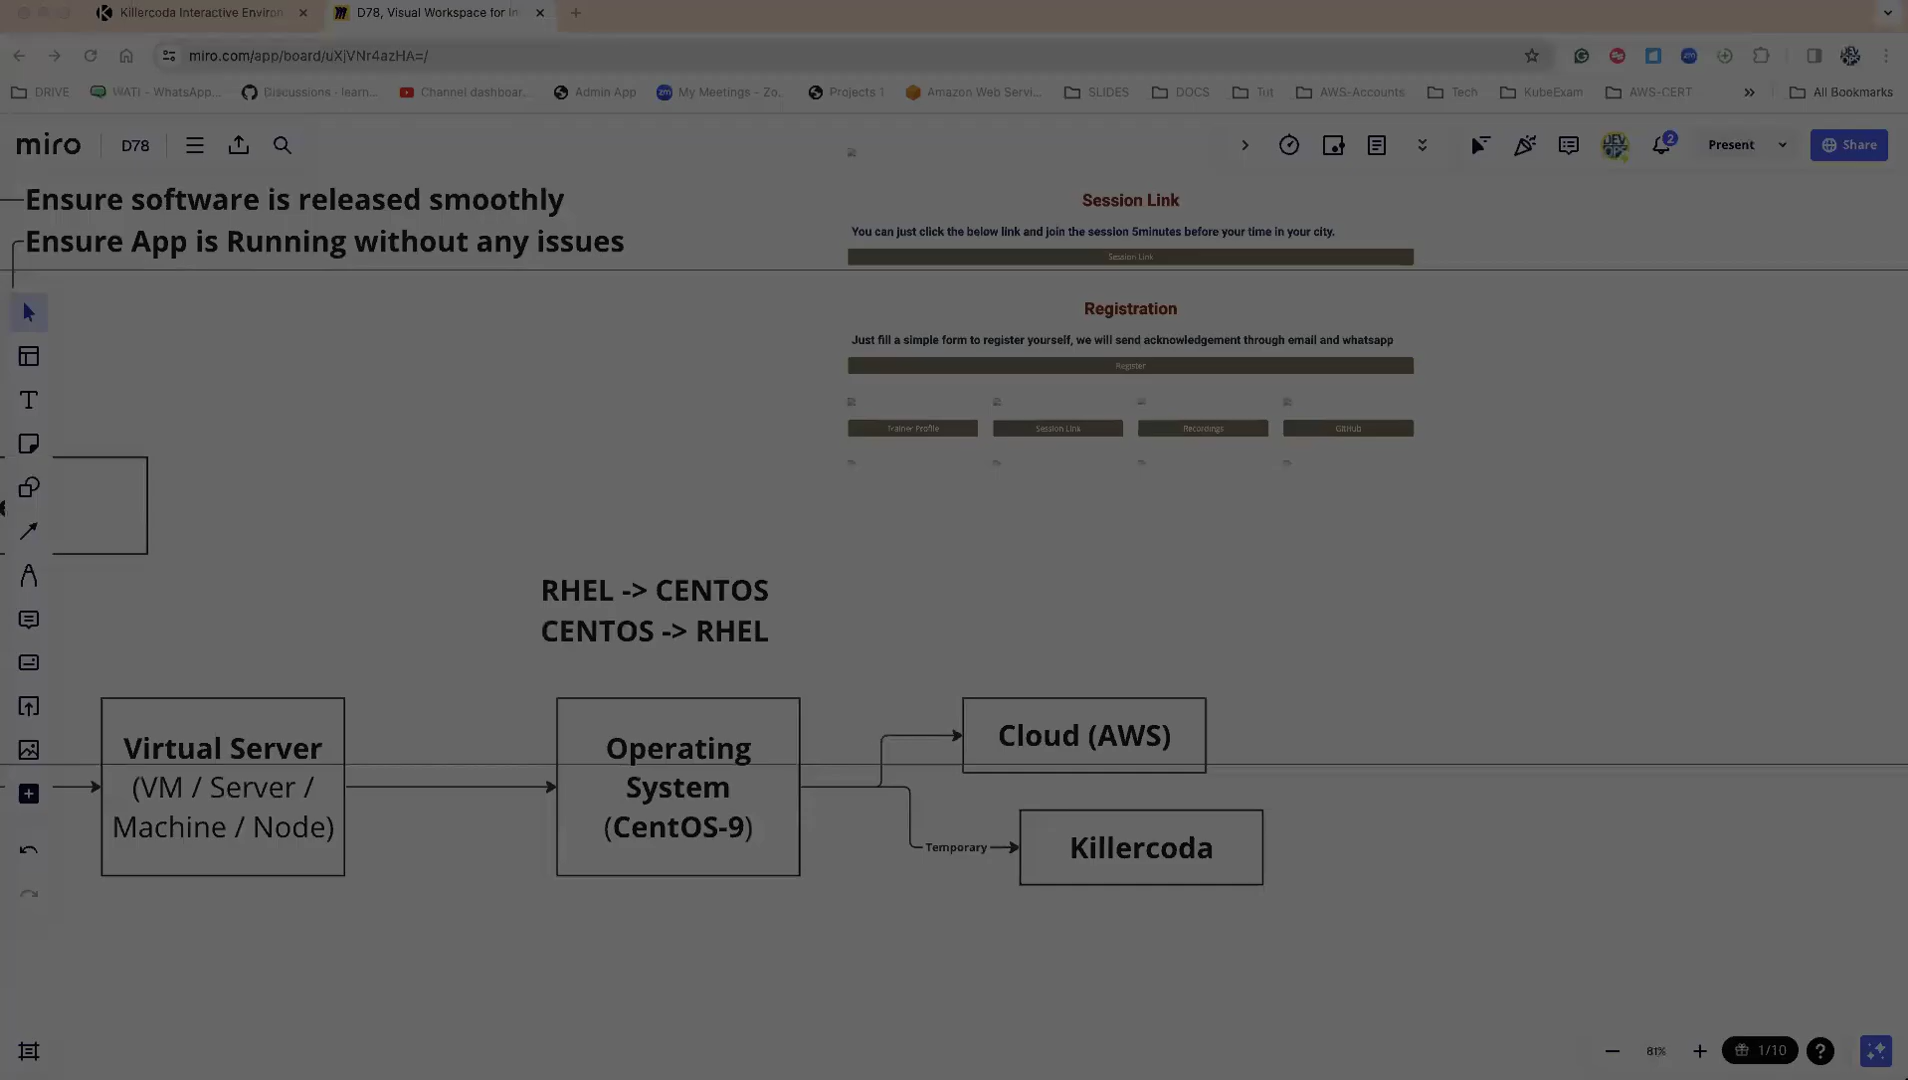 Killercoda Interactive Environ
D78, Visual Workspace for In
miro.com/app/board/uXjVNr4azHA=/
DRIVE
WATI - WhatsApp...
Discussions · learn...
Channel dashboar...
Admin App
My Meetings - Zo...
Projects 1
Amazon Web Servi...
SLIDES
DOCS
Tut
AWS-Accounts
Tech
KubeExam
AWS-CERT
All Bookmarks
miro
D78
2
Present
Share
Ensure software is released smoothly
Ensure App is Running without any issues
Session Link
You can just click the below link and join the session 5minutes before your time in your city.
Session Link
Registration
Just fill a simple form to register yourself, we will send acknowledgement through email and whatsapp
Register
Trainer Profile
Session Link
Recordings
GitHub
RHEL -> CENTOS
CENTOS -> RHEL
Virtual Server
(VM / Server /
Machine / Node)
Operating
System
(CentOS-9)
Cloud (AWS)
Temporary
Killercoda
81%
1/10